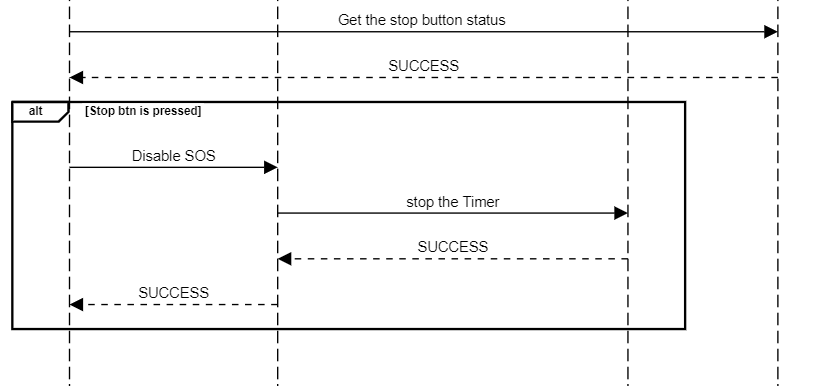 Get the stop button status
SUCCESS
alt [Stop btn is pressed]
Disable SOS
stop the Timer
SUCCESS
SUCCESS